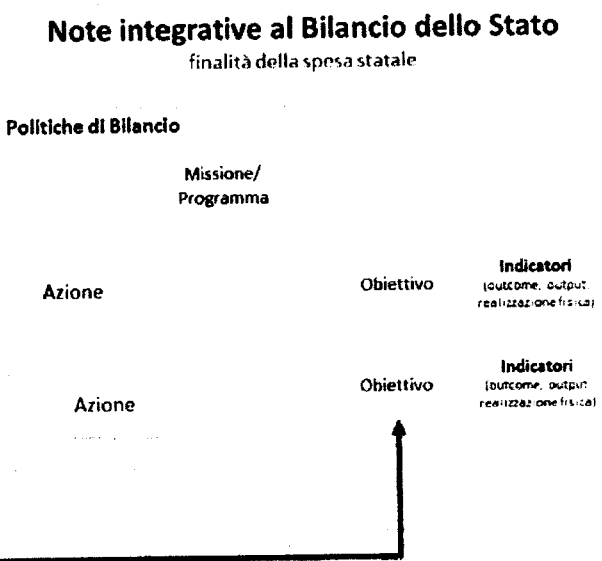 Note integrative al Bilancio dello Stato
finalità della spesa statale
Politiche di Bilancio
Missione/
Programma
Azione
Obiettivo
Indicatori
(outcome, output,
realizzazione fisica)
Azione
Obiettivo
Indicatori
(outcome, output
realizzazione fisica)